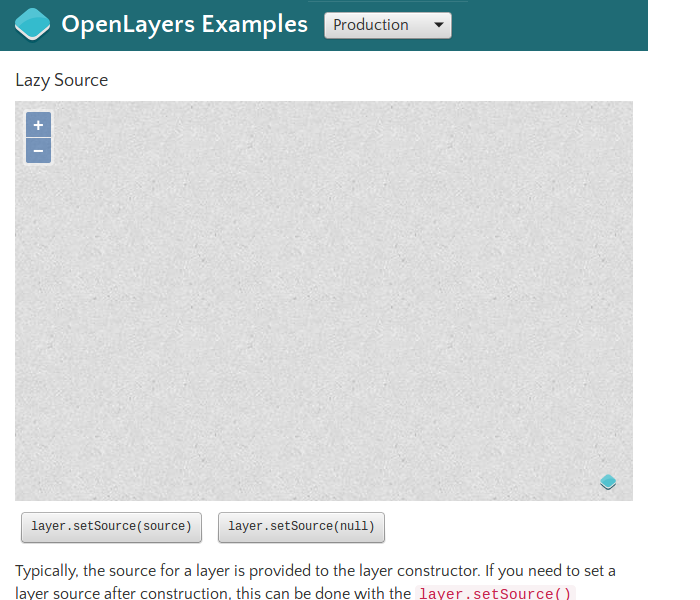 OpenLayers Examples Production
Lazy Source
+
−
layer.setSource(source) layer.setSource(null)
Typically, the source for a layer is provided to the layer constructor. If you need to set a
layer source after construction, this can be done with the layer.setSource()